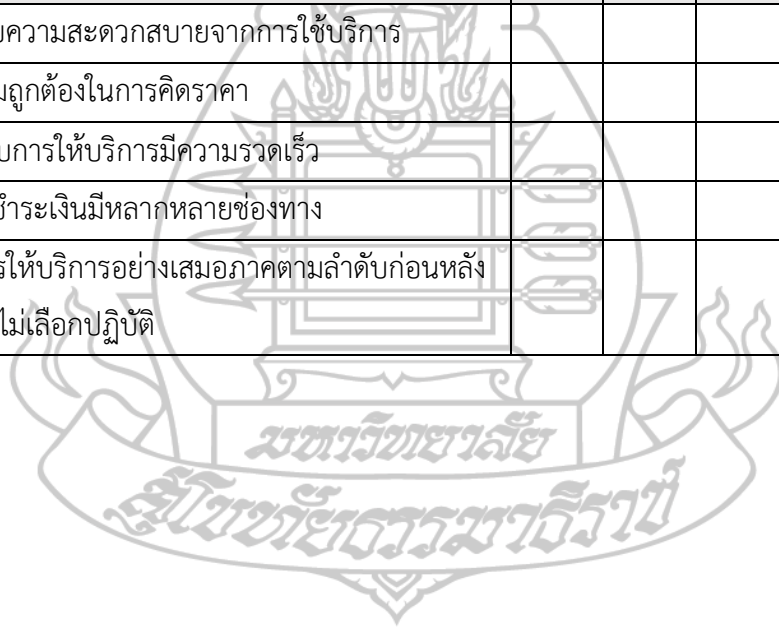 ยความสะดวกสบายจากการใช้บริการ
มถูกต้องในการคิดราคา
บการให้บริการมีความรวดเร็ว
ชำระเงินมีหลากหลายช่องทาง
รให้บริการอย่างเสมอภาคตามลำดับก่อนหลัง
ไม่เลือกปฏิบัติ
มหาวิทยาลัย
สุโขทัยธรรมาธิราช